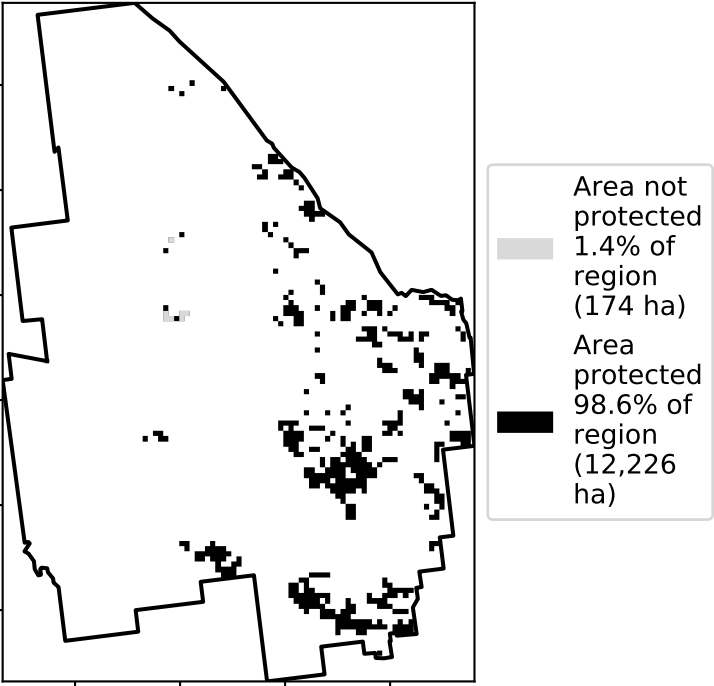 Area not
protected
1.4% of
region
(174 ha)
Area
protected
98.6% of
region
(12,226
ha)